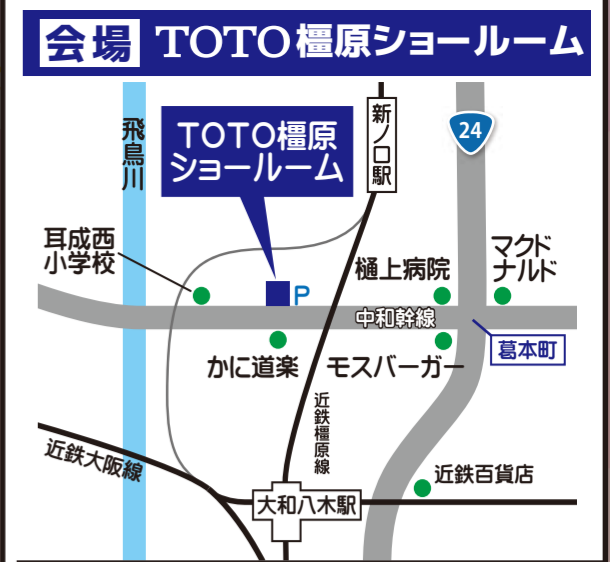 会場 TOTO橿原ショールーム
飛鳥川
TOTO橿原
ショールーム
新ノ口駅
24
耳成西
小学校
P
樋上病院
マクド
ナルド
中和幹線
葛本町
かに道楽
モスバーガー
近鉄橿原線
近鉄大阪線
大和八木駅
近鉄百貨店